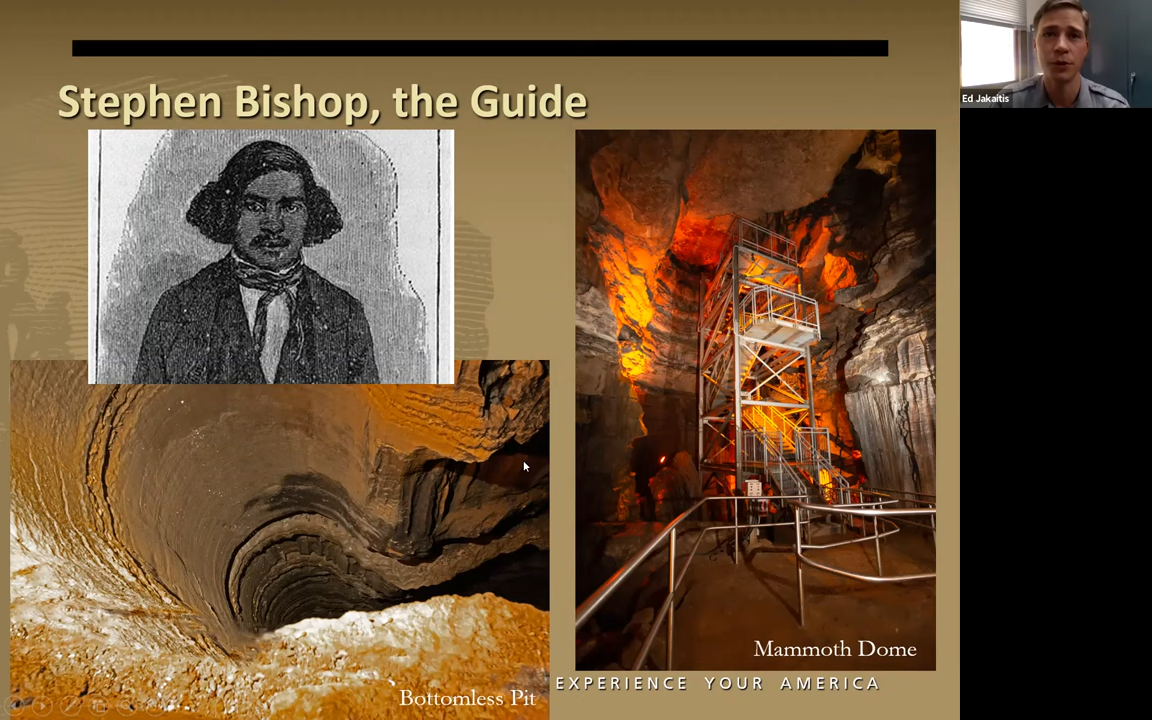 Stephen Bishop, the Guide
Ed Jakaitis
Mammoth Dome
Bottomless Pit
EXPERIENCE YOUR AMERICA